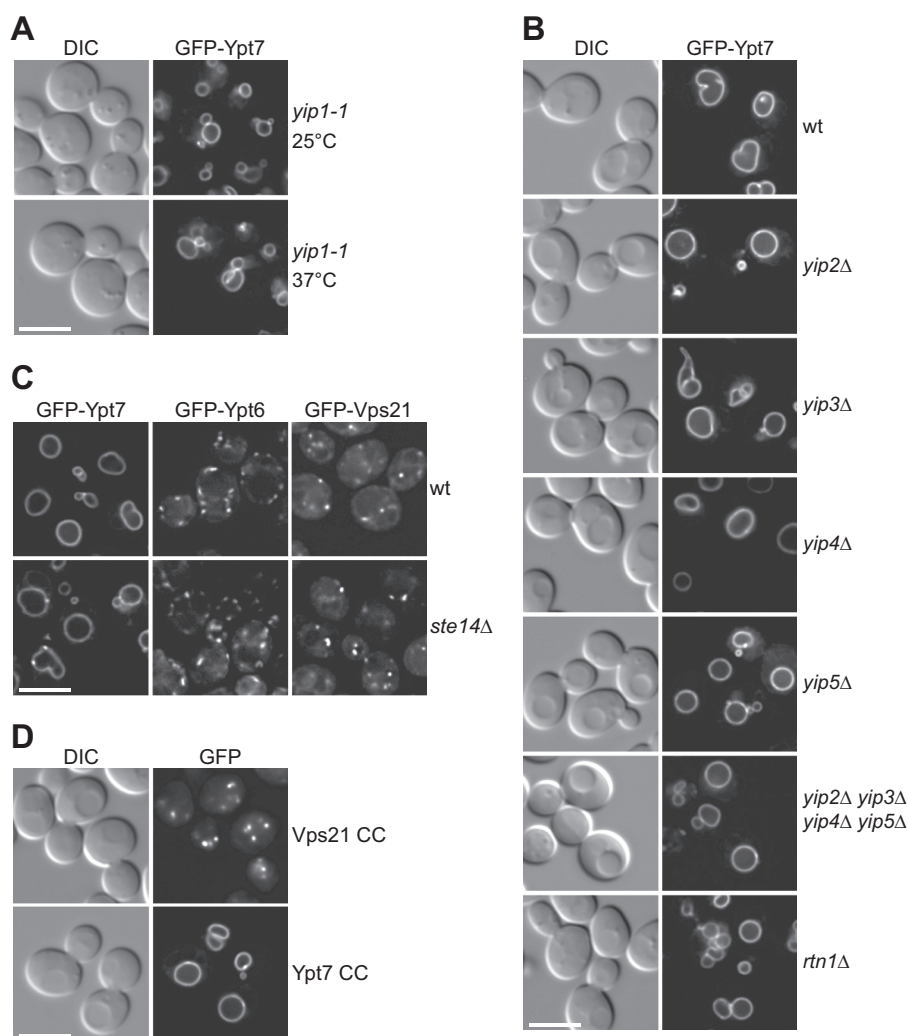 A
DIC GFP-Ypt7
yip1-1
25°C
yip1-1
37°C
B
DIC GFP-Ypt7
wt
yip2Δ
yip3Δ
yip4Δ
yip5Δ
yip2Δ yip3Δ
yip4Δ yip5Δ
rtn1Δ
C
GFP-Ypt7 GFP-Ypt6 GFP-Vps21
wt
ste14Δ
D
DIC GFP
Vps21 CC
Ypt7 CC